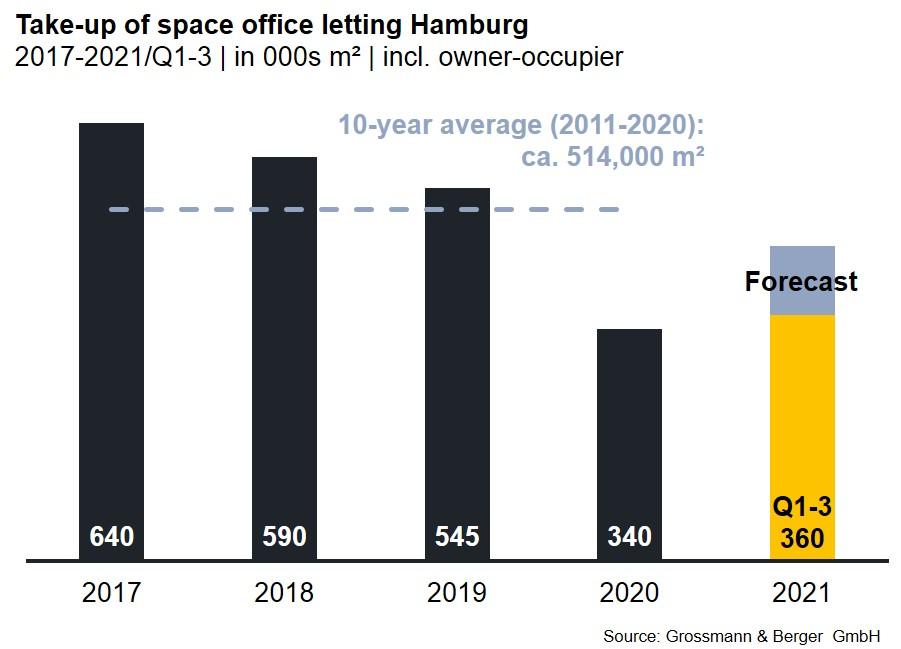 Take-up of space office letting Hamburg
2017-2021/Q1-3 | in 000s m² | incl. owner-occupier
10-year average (2011-2020):
ca. 514,000 m²
Forecast
640
590
545
340
Q1-3
360
2017
2018
2019
2020
2021
Source: Grossmann & Berger GmbH